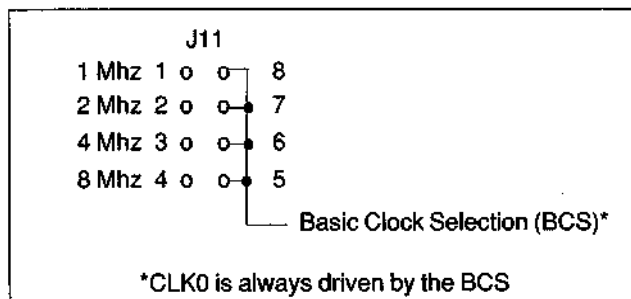 J11
1 Mhz 1 o o 8
2 Mhz 2 o o 7
4 Mhz 3 o o 6
8 Mhz 4 o o 5
Basic Clock Selection (BCS)*
*CLK0 is always driven by the BCS